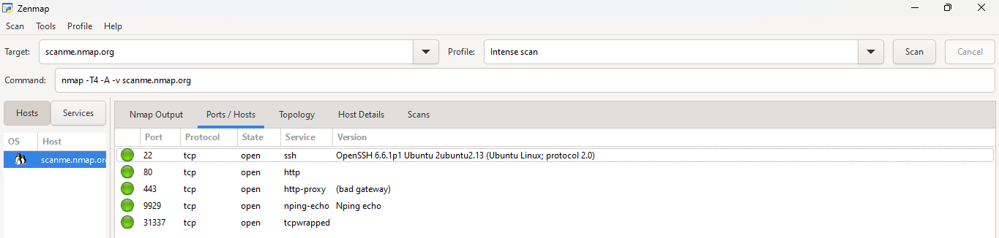 Zenmap
Scan Tools Profile Help
Target: scanme.nmap.org Profile: Intense scan Scan Cancel
Command: nmap -T4 -A -v scanme.nmap.org
Hosts Services Nmap Output Ports / Hosts Topology Host Details Scans
OS Host Port Protocol State Service Version
scanme.nmap.or 22 tcp open ssh OpenSSH 6.6.1p1 Ubuntu 2ubuntu2.13 (Ubuntu Linux; protocol 2.0)
80 tcp open http
443 tcp open http-proxy (bad gateway)
9929 tcp open nping-echo Nping echo
31337 tcp open tcpwrapped